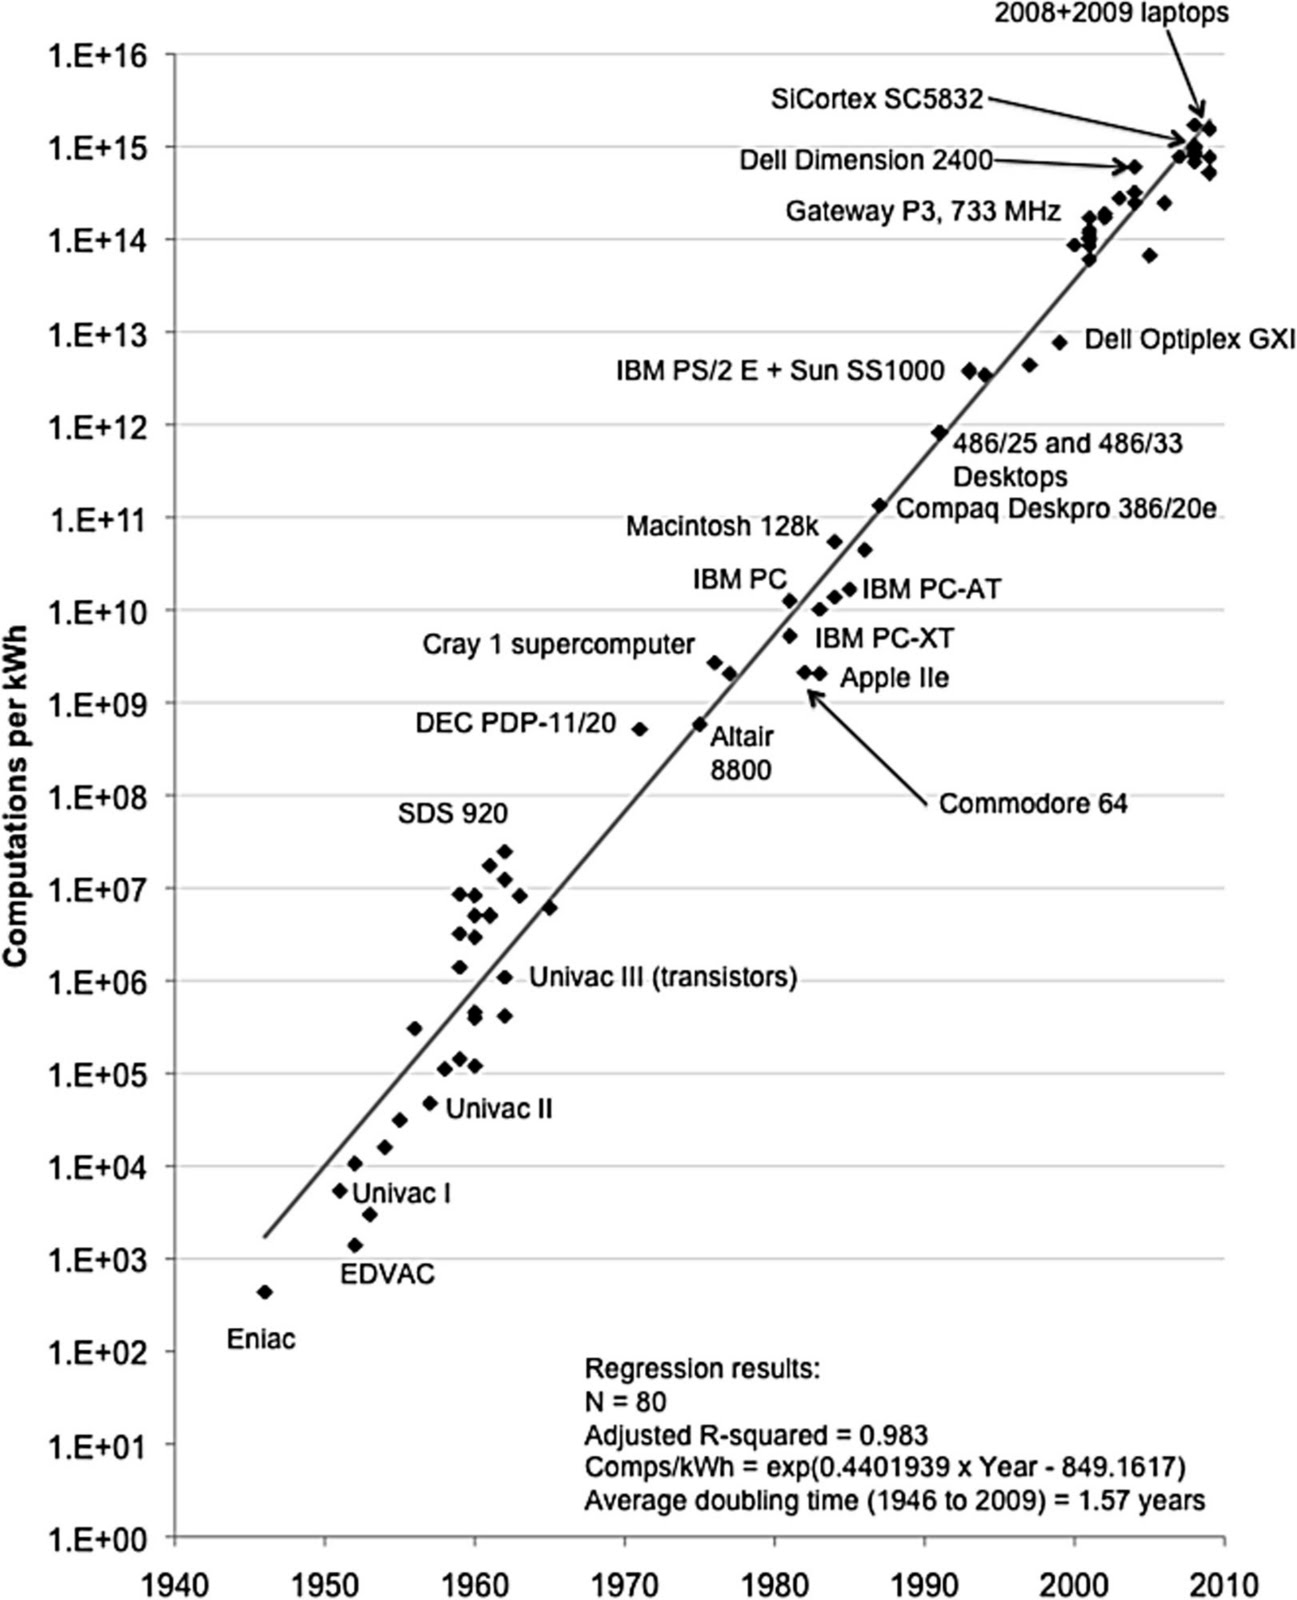 2008+2009 laptops
1.E+16
SiCortex SC5832
1.E+15
Dell Dimension 2400
Gateway P3, 733 MHz
1.E+14
1.E+13
Dell Optiplex GXI
IBM PS/2 E + Sun SS1000
1.E+12
486/25 and 486/33
Desktops
1.E+11
Compaq Deskpro 386/20e
Macintosh 128k
IBM PC
IBM PC-AT
1.E+10
IBM PC-XT
Cray 1 supercomputer
Apple IIe
1.E+09
DEC PDP-11/20
Altair
8800
1.E+08
Commodore 64
SDS 920
1.E+07
Computations per kWh
1.E+06
Univac III (transistors)
1.E+05
Univac II
1.E+04
Univac I
1.E+03
EDVAC
Eniac
1.E+02
Regression results:
N = 80
Adjusted R-squared = 0.983
1.E+01
Comps/kWh = exp(0.4401939 x Year - 849.1617)
Average doubling time (1946 to 2009) = 1.57 years
1.E+00
1940 1950 1960 1970 1980 1990 2000 2010